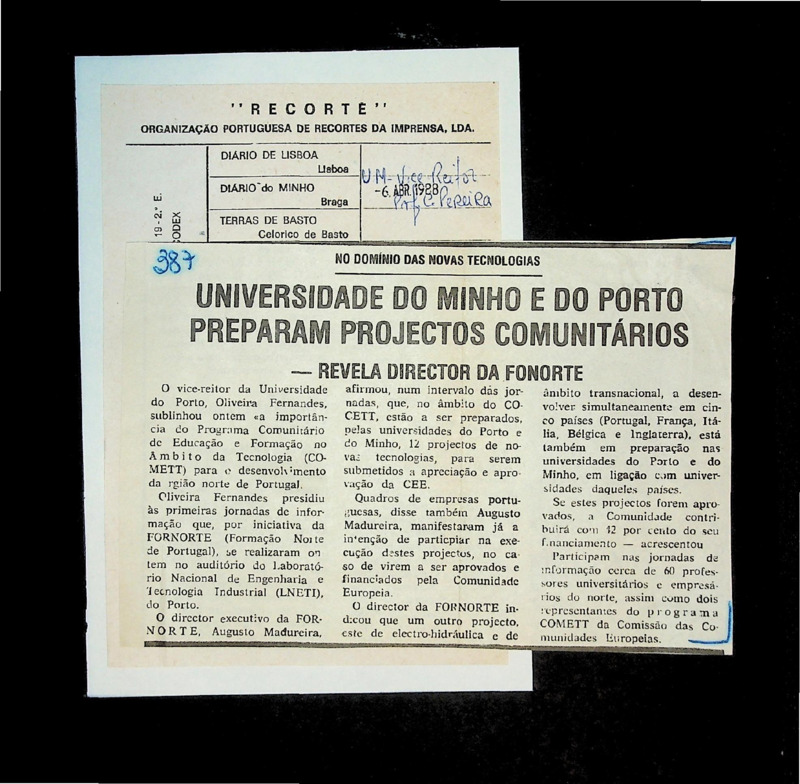 "RECORTE"
ORGANIZAÇÃO PORTUGUESA DE RECORTES DA IMPRENSA, LDA.
19 - 2.º E.
CODEX
DIÁRIO DE LISBOA
Lisboa
DIÁRIO do MINHO
Braga
TERRAS DE BASTO
Celorico de Basto
UM-Vice Reitor
-6. ABR. 1988
Prof. C. Pereira
387
NO DOMÍNIO DAS NOVAS TECNOLOGIAS
UNIVERSIDADE DO MINHO E DO PORTO
PREPARAM PROJECTOS COMUNITÁRIOS
— REVELA DIRECTOR DA FONORTE
O vice-reitor da Universidade
do Porto, Oliveira Fernandes,
sublinhou ontem «a importân-
cia do Programa Comunitário
de Educação e Formação no
Âmbito da Tecnologia (CO-
METT) para o desenvolvimento
da rgião norte de Portugal.
Oliveira Fernandes presidiu
às primeiras jornadas de infor-
mação que, por iniciativa da
FORNORTE (Formação Norte
de Portugal), se realizaram on
tem no auditório do Laborató-
rio Nacional de Engenharia e
Tecnologia Industrial (LNETI),
do Porto.
O director executivo da FOR-
NORTE, Augusto Madureira,
afirmou, num intervalo das jor-
nadas, que, no âmbito do CO-
CETT, estão a ser preparados,
pelas universidades do Porto e
do Minho, 12 projectos de no-
vas tecnologias, para serem
submetidos a apreciação e apro-
vação da CEE.
Quadros de empresas portu-
guesas, disse também Augusto
Madureira, manifestaram já a
intenção de particpiar na exe-
cução destes projectos, no ca-
so de virem a ser aprovados e
financiados pela Comunidade
Europeia.
O director da FORNORTE in-
dicou que um outro projecto,
este de electro-hidráulica e de
âmbito transnacional, a desen-
volver simultaneamente em cin-
co países (Portugal, França, Itá-
lia, Bélgica e Inglaterra), está
também em preparação nas
universidades do Porto e do
Minho, em ligação com univer-
sidades daqueles países.
Se estes projectos forem apro-
vados, a Comunidade contri-
buirá com 42 por cento do seu
financiamento — acrescentou
Participam nas jornadas de
informação cerca de 60 profes-
sores universitários e empresá-
rios do norte, assim como dois
representantes do programa
COMETT da Comissão das Co-
munidades Europeias.